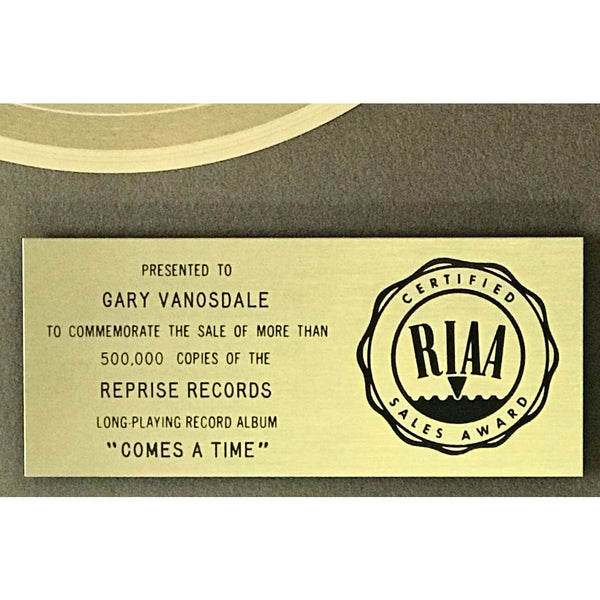 PRESENTED TO
GARY VANOSDALE
TO COMMEMORATE THE SALE OF MORE THAN
500,000 COPIES OF THE
REPRISE RECORDS
LONG-PLAYING RECORD ALBUM
"COMES A TIME"
CERTIFIED
RIAA
SALES AWARD